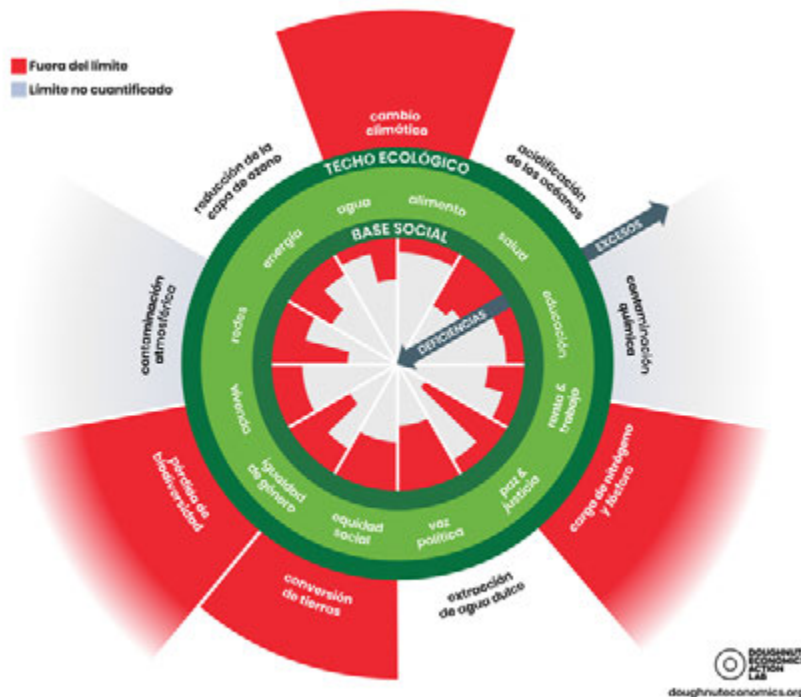 Fuera del límite
Límite no cuantificado
cambio
climático
TECHO ECOLÓGICO
reducción de la
capa de ozono
acidificación
de los océanos
energía
agua
alimento
salud
BASE SOCIAL
EXCESOS
DEFICIENCIAS
contaminación
atmosférica
redes
educación
contaminación
química
vivienda
renta &
trabajo
pérdida de
biodiversidad
igualdad
de género
equidad
social
voz
política
paz &
justicia
carga de nitrógeno
y fósforo
conversión
de tierras
extracción
de agua dulce
DOUGHNUT
ECONOMICS
ACTION
LAB
doughnuteconomics.org